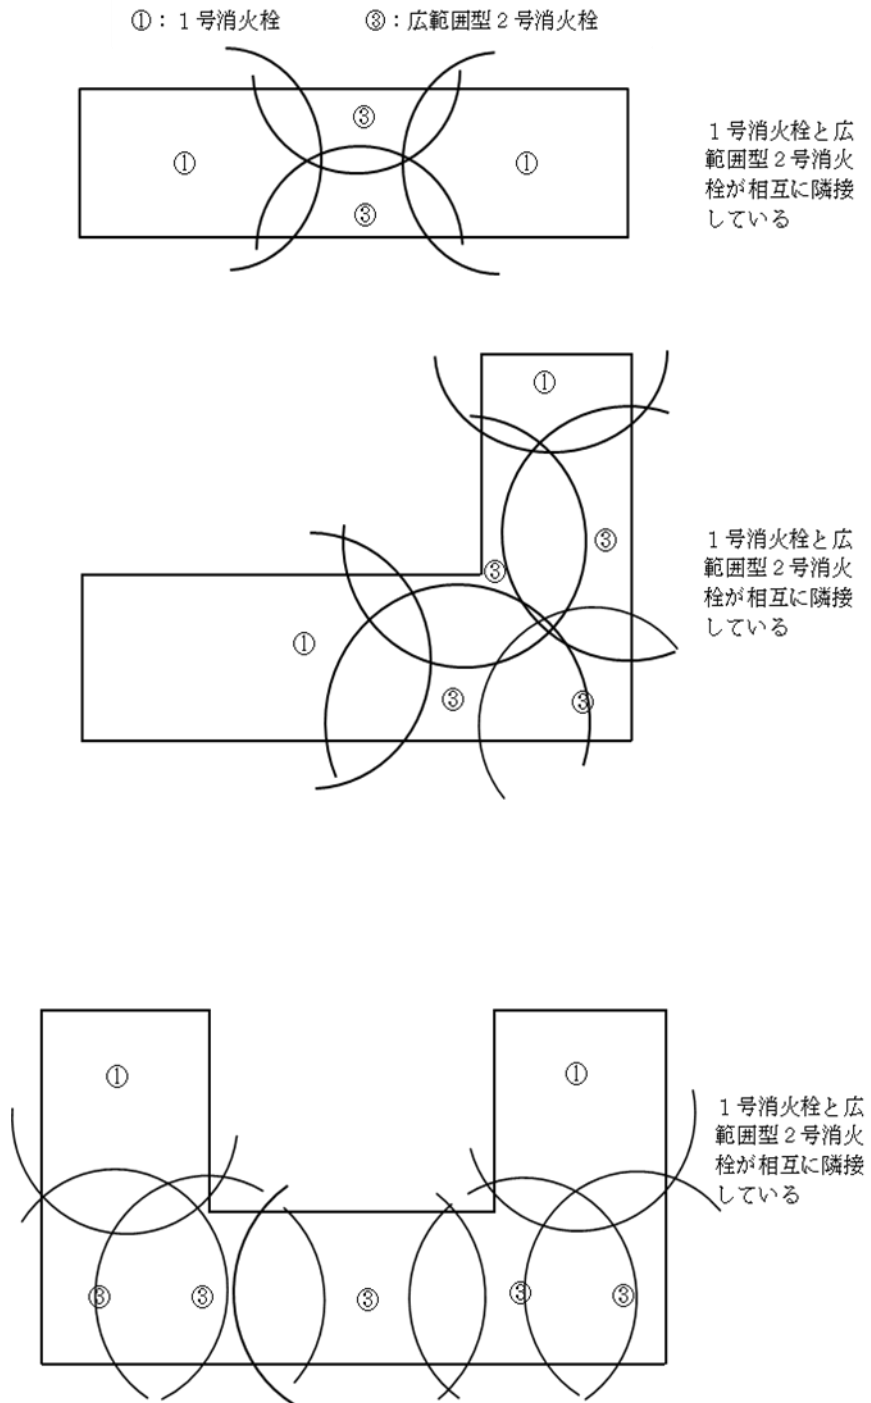 ①：１号消火栓　③：広範囲型２号消火栓
③
①
①
③
１号消火栓と広
範囲型２号消火
栓が相互に隣接
している
①
③
③
①
③
③
１号消火栓と広
範囲型２号消火
栓が相互に隣接
している
①
①
③
③
③
③
③
１号消火栓と広
範囲型２号消火
栓が相互に隣接
している